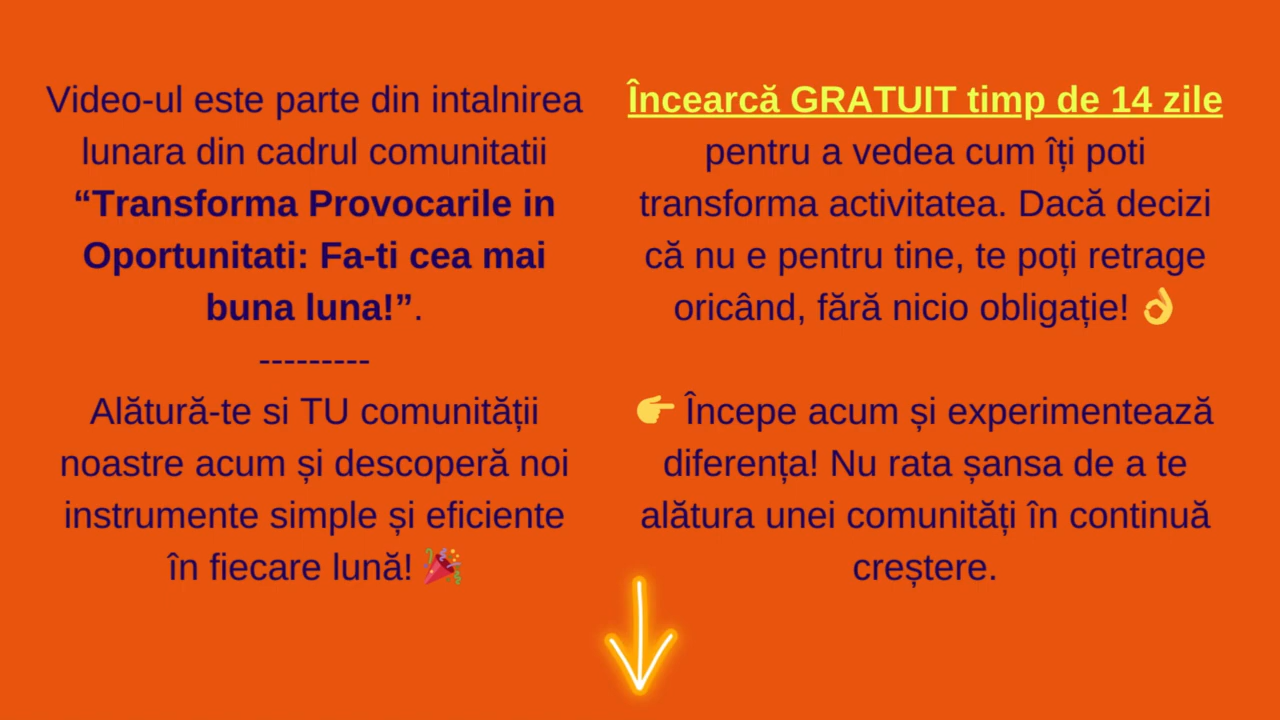 Video-ul este parte din intalnirea
lunara din cadrul comunitatii
“Transforma Provocarile in
Oportunitati: Fa-ti cea mai
buna luna!”.
---------
Alătură-te si TU comunității
noastre acum și descoperă noi
instrumente simple și eficiente
în fiecare lună! 🎉
Încearcă GRATUIT timp de 14 zile
pentru a vedea cum îți poti
transforma activitatea. Dacă decizi
că nu e pentru tine, te poți retrage
oricând, fără nicio obligație! 👌
👉 Începe acum și experimentează
diferența! Nu rata șansa de a te
alătura unei comunități în continuă
creștere.